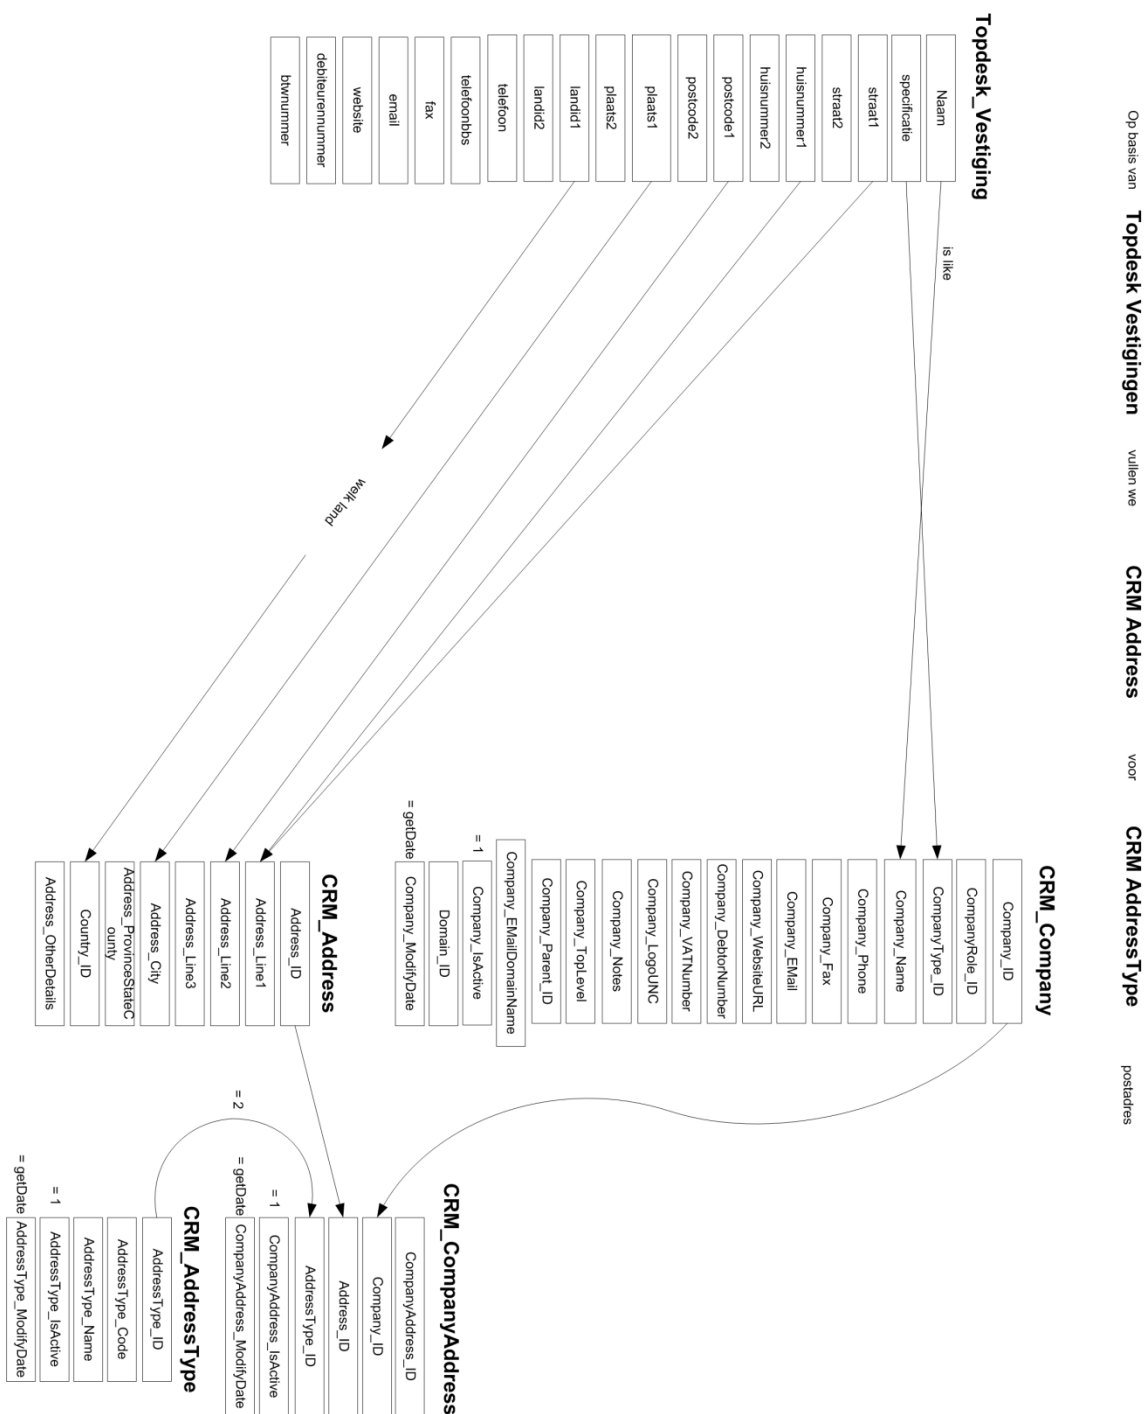 Op basis van Topdesk Vestigingen vullen we CRM Address voor CRM AddressType postadres
Topdesk_Vestiging
Naam
specificatie
straat1
straat2
huisnummer1
huisnummer2
postcode1
postcode2
plaats1
plaats2
landid1
landid2
telefoon
telefoonbbs
fax
email
website
debiteurennummer
btwnummer
is like
welk land
CRM_Company
Company_ID
CompanyRole_ID
CompanyType_ID
Company_Name
Company_Phone
Company_Fax
Company_EMail
Company_WebsiteURL
Company_DebtorNumber
Company_VATNumber
Company_LogoUNC
Company_Notes
Company_TopLevel
Company_Parent_ID
Company_EMailDomainName
= 1 Company_IsActive
Domain_ID
= getDate Company_ModifyDate
CRM_Address
Address_ID
Address_Line1
Address_Line2
Address_Line3
Address_City
Address_ProvinceStateC
ounty
Country_ID
Address_OtherDetails
CRM_CompanyAddress
CompanyAddress_ID
Company_ID
Address_ID
AddressType_ID
= 1 CompanyAddress_IsActive
= getDate CompanyAddress_ModifyDate
= 2
CRM_AddressType
AddressType_ID
AddressType_Code
AddressType_Name
= 1 AddressType_IsActive
= getDate AddressType_ModifyDate